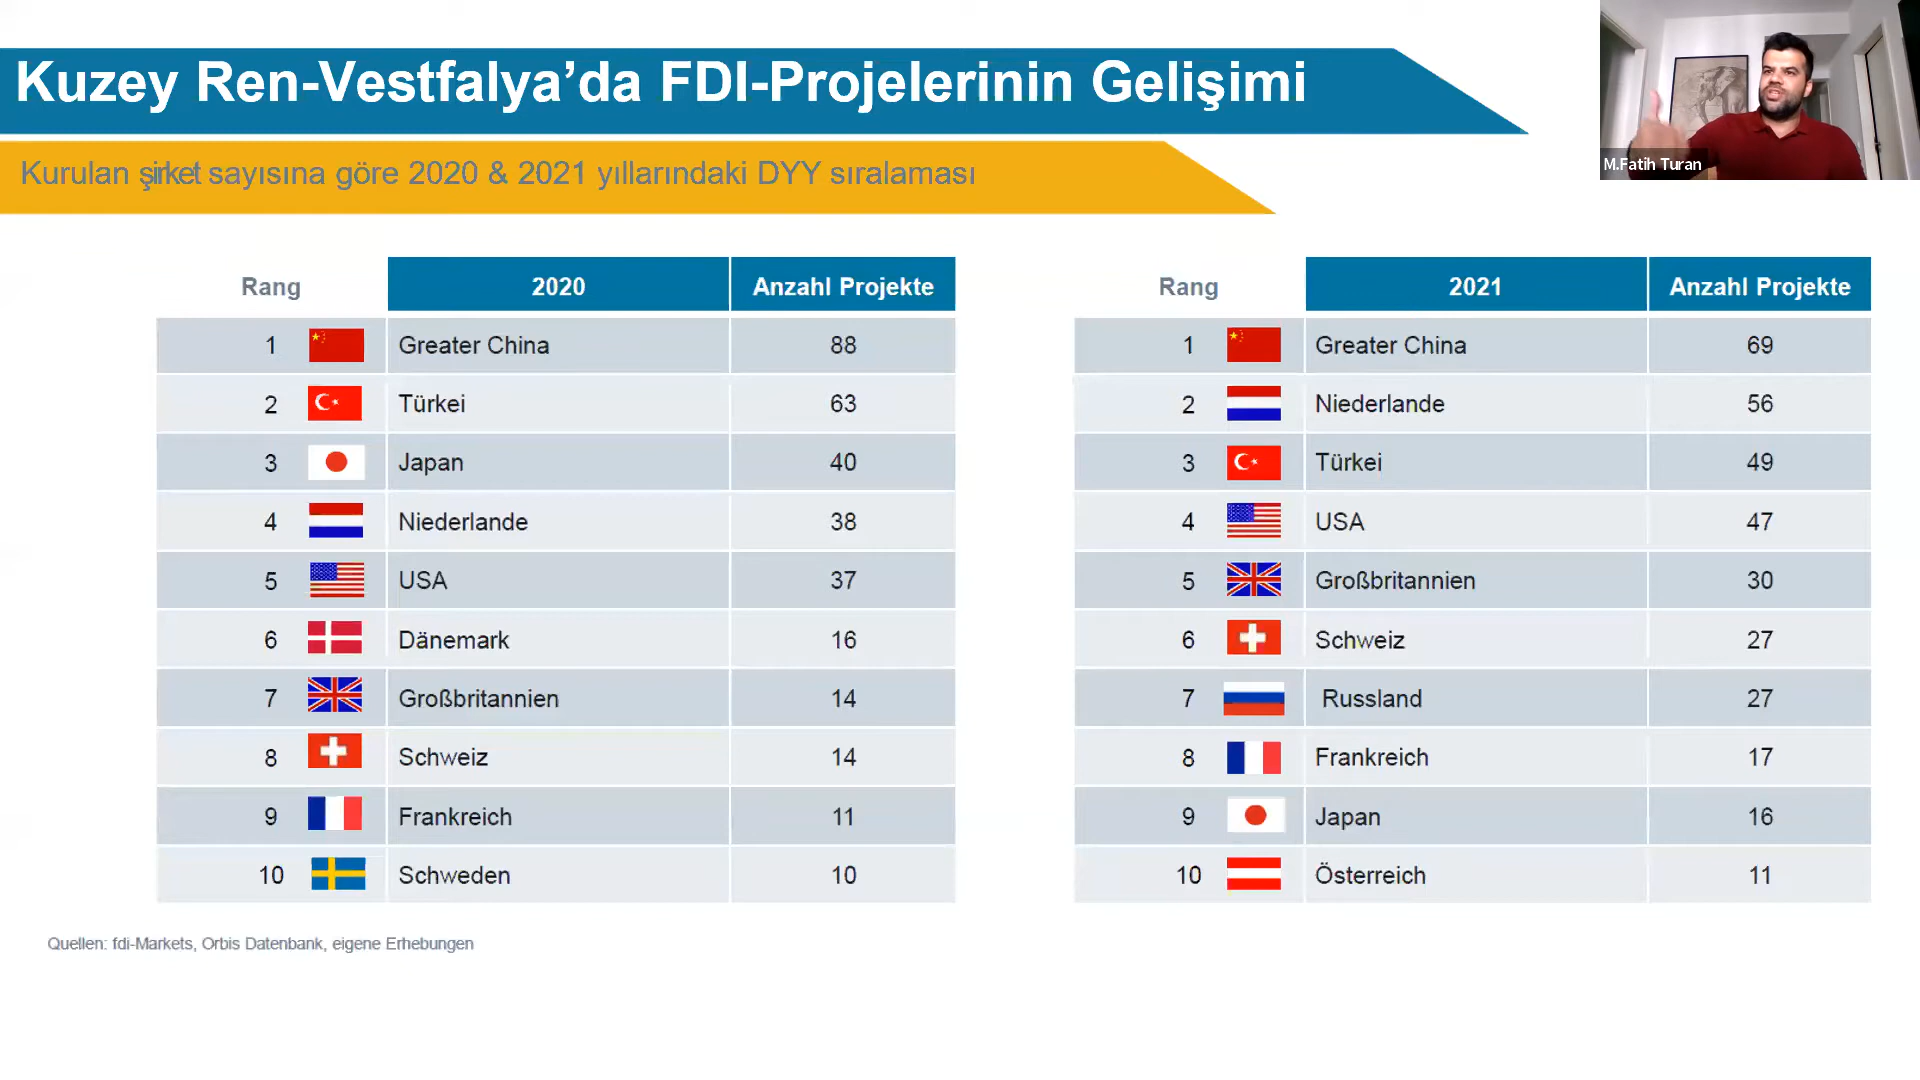 Kuzey Ren-Vestfalya’da FDI-Projelerinin Gelişimi
M.Fatih Turan
Kurulan şirket sayısına göre 2020 & 2021 yıllarındaki DYY sıralaması
Rang 2020 Anzahl Projekte
1 Greater China 88
2 Türkei 63
3 Japan 40
4 Niederlande 38
5 USA 37
6 Dänemark 16
7 Großbritannien 14
8 Schweiz 14
9 Frankreich 11
10 Schweden 10
Rang 2021 Anzahl Projekte
1 Greater China 69
2 Niederlande 56
3 Türkei 49
4 USA 47
5 Großbritannien 30
6 Schweiz 27
7 Russland 27
8 Frankreich 17
9 Japan 16
10 Österreich 11
Quellen: fdi-Markets, Orbis Datenbank, eigene Erhebungen